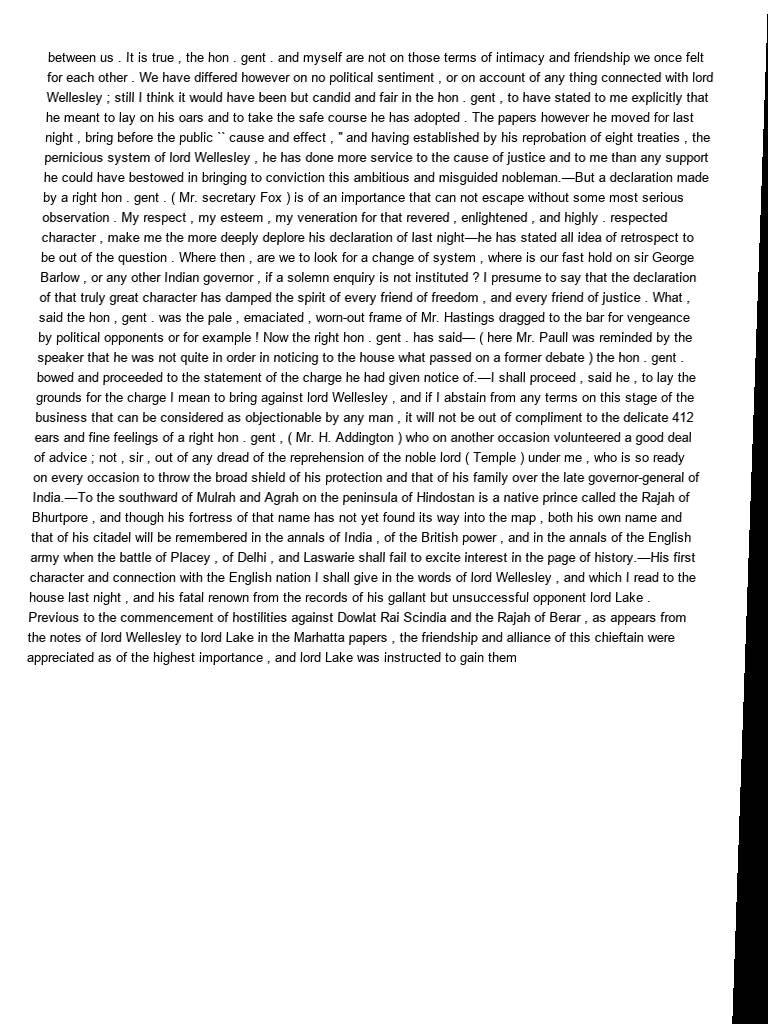 between us . It is true , the hon . gent . and myself are not on those terms of intimacy and friendship we once felt
for each other . We have differed however on no political sentiment , or on account of any thing connected with lord
Wellesley ; still I think it would have been but candid and fair in the hon . gent , to have stated to me explicitly that
he meant to lay on his oars and to take the safe course he has adopted . The papers however he moved for last
night , bring before the public `` cause and effect , " and having established by his reprobation of eight treaties , the
pernicious system of lord Wellesley , he has done more service to the cause of justice and to me than any support
he could have bestowed in bringing to conviction this ambitious and misguided nobleman.—But a declaration made
by a right hon . gent . ( Mr. secretary Fox ) is of an importance that can not escape without some most serious
observation . My respect , my esteem , my veneration for that revered , enlightened , and highly . respected
character , make me the more deeply deplore his declaration of last night—he has stated all idea of retrospect to
be out of the question . Where then , are we to look for a change of system , where is our fast hold on sir George
Barlow , or any other Indian governor , if a solemn enquiry is not instituted ? I presume to say that the declaration
of that truly great character has damped the spirit of every friend of freedom , and every friend of justice . What ,
said the hon , gent . was the pale , emaciated , worn-out frame of Mr. Hastings dragged to the bar for vengeance
by political opponents or for example ! Now the right hon . gent . has said— ( here Mr. Paull was reminded by the
speaker that he was not quite in order in noticing to the house what passed on a former debate ) the hon . gent .
bowed and proceeded to the statement of the charge he had given notice of.—I shall proceed , said he , to lay the
grounds for the charge I mean to bring against lord Wellesley , and if I abstain from any terms on this stage of the
business that can be considered as objectionable by any man , it will not be out of compliment to the delicate 412
ears and fine feelings of a right hon . gent , ( Mr. H. Addington ) who on another occasion volunteered a good deal
of advice ; not , sir , out of any dread of the reprehension of the noble lord ( Temple ) under me , who is so ready
on every occasion to throw the broad shield of his protection and that of his family over the late governor-general of
India.—To the southward of Mulrah and Agrah on the peninsula of Hindostan is a native prince called the Rajah of
Bhurtpore , and though his fortress of that name has not yet found its way into the map , both his own name and
that of his citadel will be remembered in the annals of India , of the British power , and in the annals of the English
army when the battle of Placey , of Delhi , and Laswarie shall fail to excite interest in the page of history.—His first
character and connection with the English nation I shall give in the words of lord Wellesley , and which I read to the
house last night , and his fatal renown from the records of his gallant but unsuccessful opponent lord Lake .
Previous to the commencement of hostilities against Dowlat Rai Scindia and the Rajah of Berar , as appears from
the notes of lord Wellesley to lord Lake in the Marhatta papers , the friendship and alliance of this chieftain were
appreciated as of the highest importance , and lord Lake was instructed to gain them